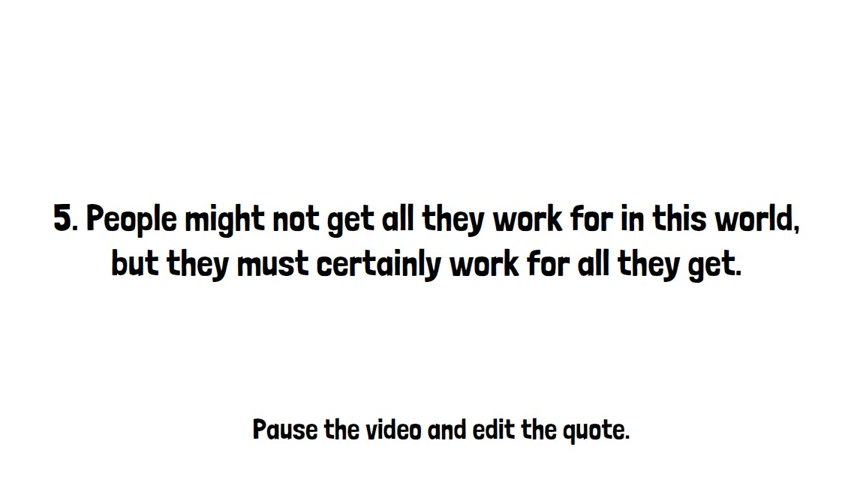 5. People might not get all they work for in this world,
but they must certainly work for all they get.
Pause the video and edit the quote.